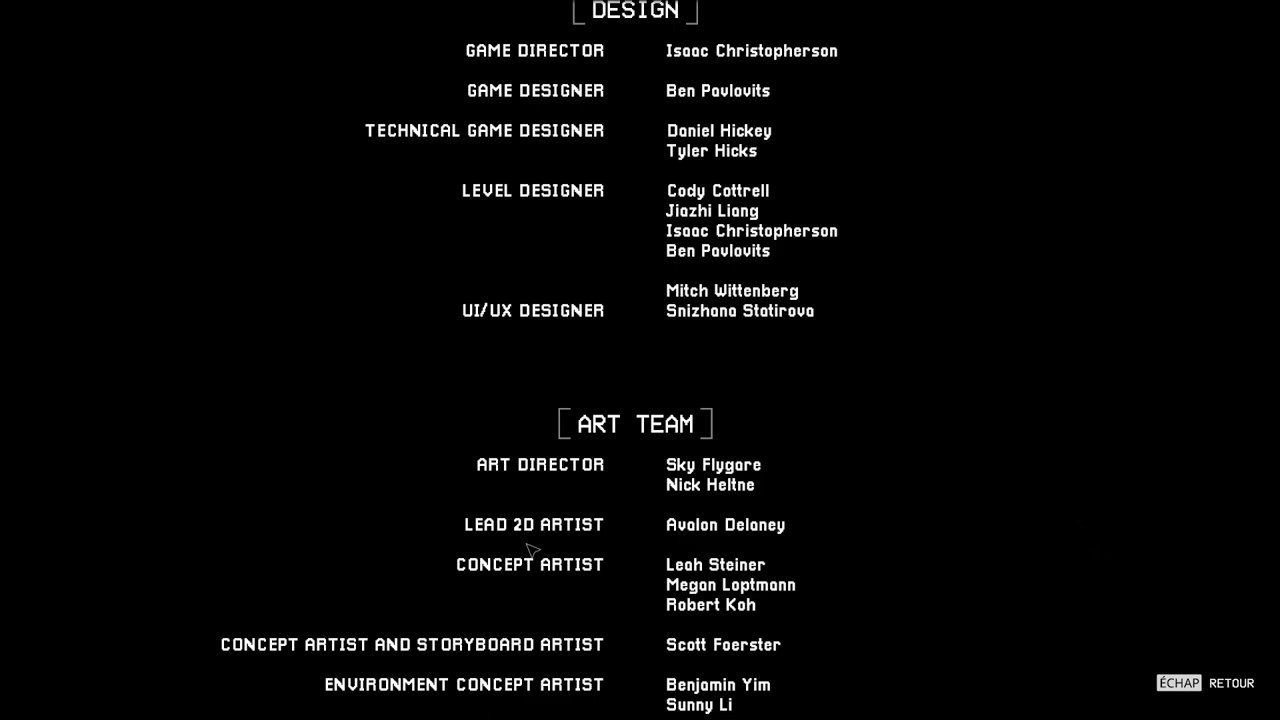 DESIGN
GAME DIRECTOR Isaac Christopherson
GAME DESIGNER Ben Pavlovits
TECHNICAL GAME DESIGNER Daniel Hickey
Tyler Hicks
LEVEL DESIGNER Cody Cottrell
Jiazhi Liang
Isaac Christopherson
Ben Pavlovits
Mitch Wittenberg
UI/UX DESIGNER Snizhana Statirova
ART TEAM
ART DIRECTOR Sky Flygare
Nick Heltne
LEAD 2D ARTIST Avalon Delaney
CONCEPT ARTIST Leah Steiner
Megan Loptmann
Robert Koh
CONCEPT ARTIST AND STORYBOARD ARTIST Scott Foerster
ENVIRONMENT CONCEPT ARTIST Benjamin Yim
Sunny Li
ÉCHAP RETOUR